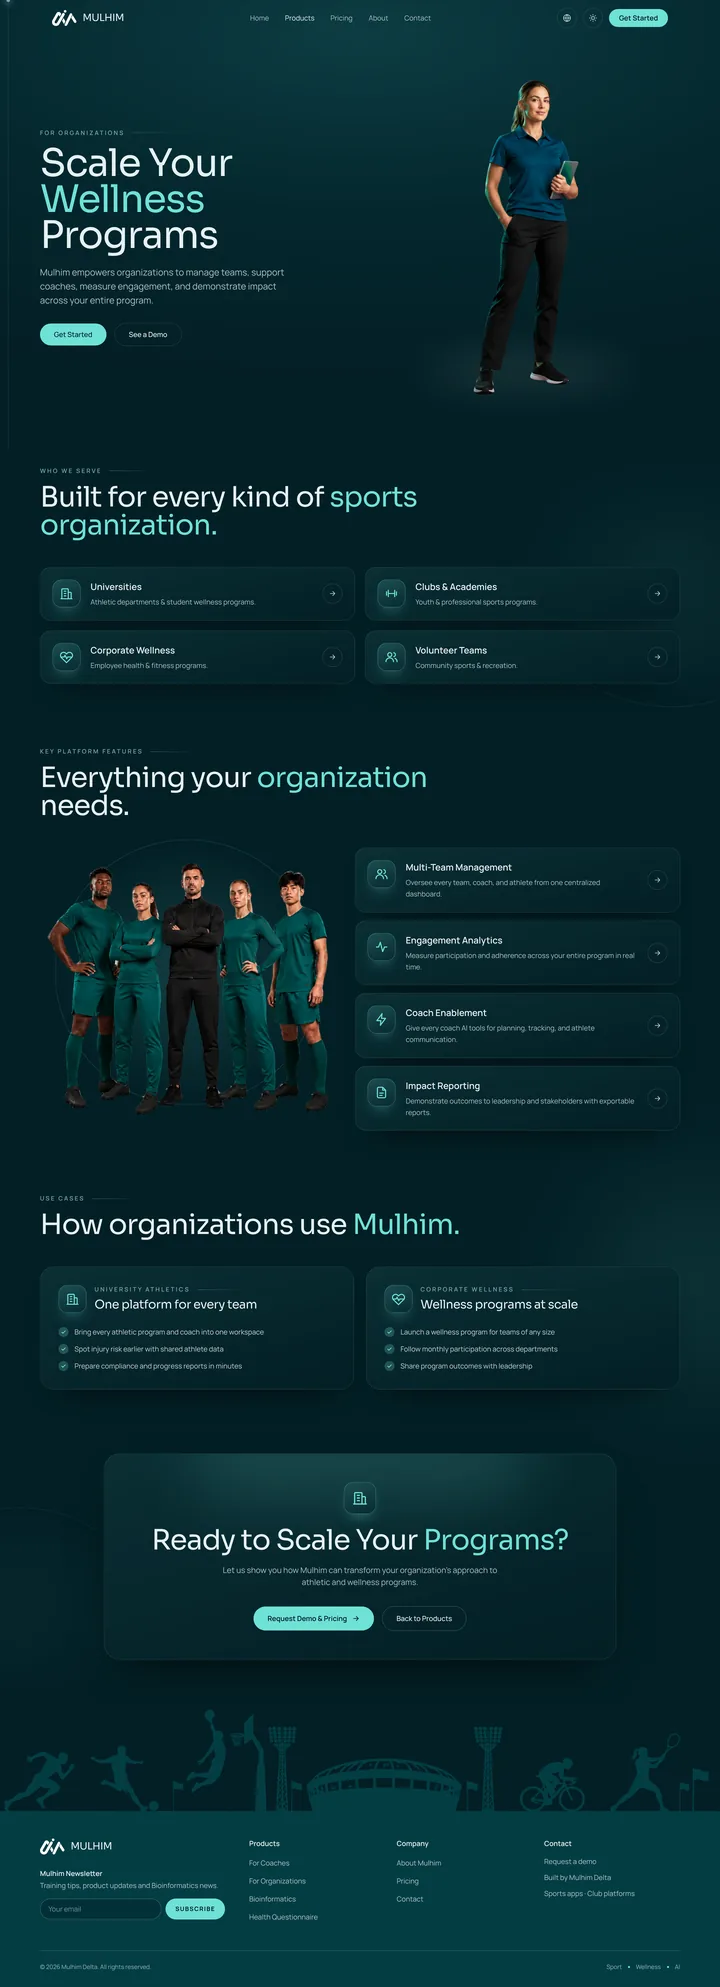 MULHIM
Home Products Pricing About Contact
Get Started
FOR ORGANIZATIONS
Scale Your
Wellness
Programs
Mulhim empowers organizations to manage teams, support
coaches, measure engagement, and demonstrate impact
across your entire program.
Get Started See a Demo
WHO WE SERVE
Built for every kind of sports
organization.
Universities
Athletic departments & student wellness programs.
Clubs & Academies
Youth & professional sports programs.
Corporate Wellness
Employee health & fitness programs.
Volunteer Teams
Community sports & recreation.
KEY PLATFORM FEATURES
Everything your organization
needs.
Multi-Team Management
Oversee every team, coach, and athlete from one centralized
dashboard.
Engagement Analytics
Measure participation and adherence across your entire program in real
time.
Coach Enablement
Give every coach AI tools for planning, tracking, and athlete
communication.
Impact Reporting
Demonstrate outcomes to leadership and stakeholders with exportable
reports.
USE CASES
How organizations use Mulhim.
UNIVERSITY ATHLETICS
One platform for every team
Bring every athletic program and coach into one workspace
Spot injury risk earlier with shared athlete data
Prepare compliance and progress reports in minutes
CORPORATE WELLNESS
Wellness programs at scale
Launch a wellness program for teams of any size
Follow monthly participation across departments
Share program outcomes with leadership
Ready to Scale Your Programs?
Let us show you how Mulhim can transform your organization's approach to
athletic and wellness programs.
Request Demo & Pricing → Back to Products
MULHIM
Mulhim Newsletter
Training tips, product updates and Bioinformatics news.
Your email SUBSCRIBE
Products
For Coaches
For Organizations
Bioinformatics
Health Questionnaire
Company
About Mulhim
Pricing
Contact
Contact
Request a demo
Built by Mulhim Delta
Sports apps · Club platforms
© 2026 Mulhim Delta. All rights reserved.
Sport • Wellness • AI